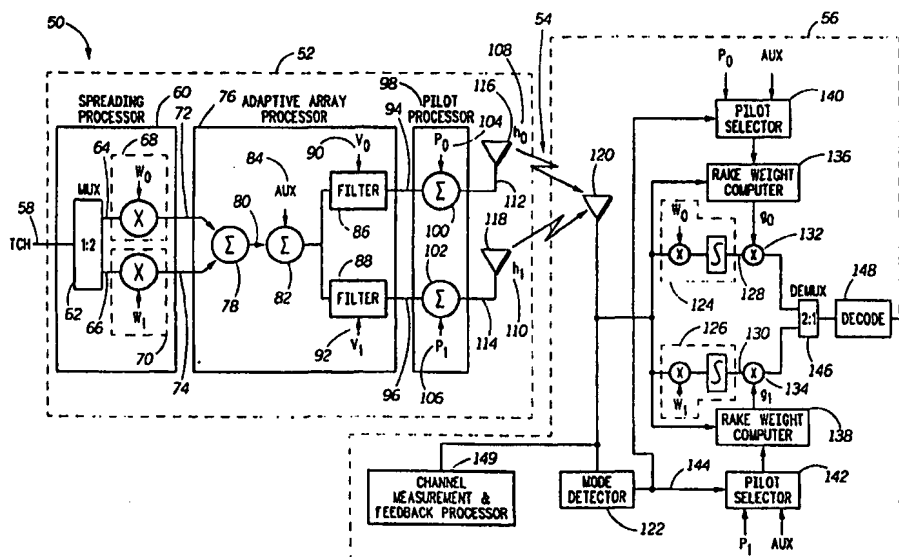 50
52
54
56
60
SPREADING
PROCESSOR
68
MUX
64
W0
72
58
TCH
1:2
X
62
66
X
W1
70
74
76
ADAPTIVE ARRAY
PROCESSOR
84
AUX
80
Σ
78
Σ
82
90
V0
FILTER
86
88
FILTER
92
V1
94
96
98
PILOT
PROCESSOR
P0
104
Σ
100
102
Σ
P1
106
108
116
h0
112
118
h1
110
114
120
P0
AUX
PILOT
SELECTOR
140
RAKE WEIGHT
COMPUTER
136
g0
W0
X
∫
X
132
124
128
DEMUX
148
2:1
DECODE
146
126
130
X
∫
X
134
W1
g1
RAKE WEIGHT
COMPUTER
138
149
CHANNEL
MEASUREMENT &
FEEDBACK PROCESSOR
MODE
DETECTOR
122
144
PILOT
SELECTOR
142
P1
AUX